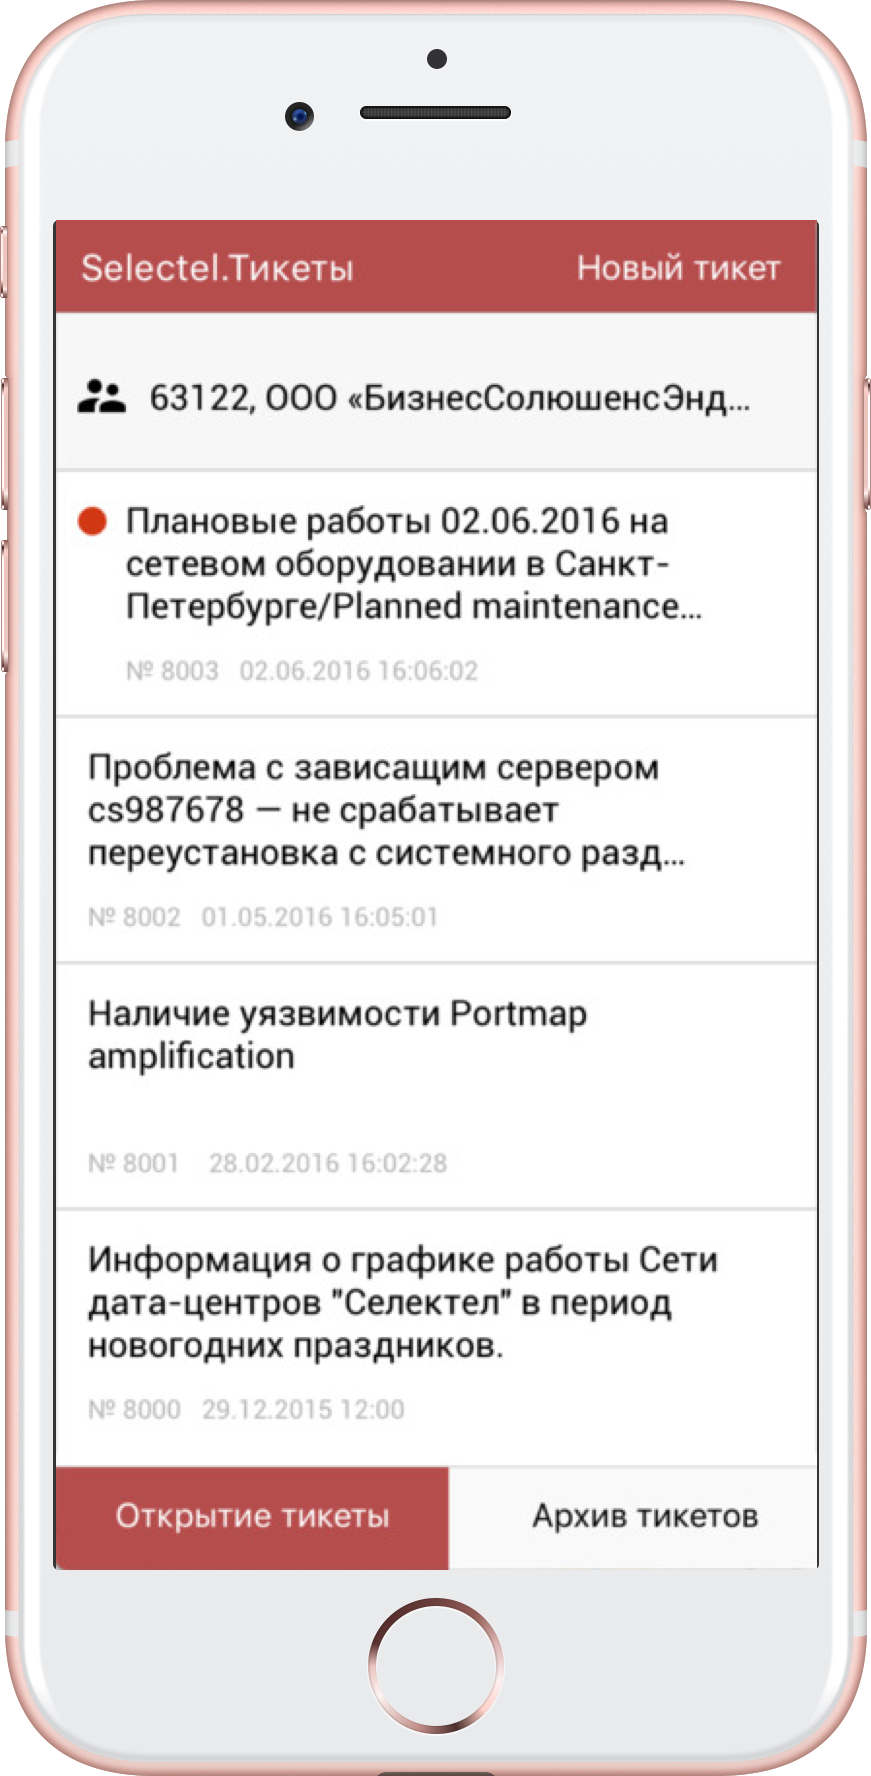 Selectel.Тикеты
Новый тикет
63122, ООО «БизнесСолюшенсЭнд...
Плановые работы 02.06.2016 на
сетевом оборудовании в Санкт-
Петербурге/Planned maintenance...
№ 8003 02.06.2016 16:06:02
Проблема с зависащим сервером
cs987678 — не срабатывает
переустановка с системного разд...
№ 8002 01.05.2016 16:05:01
Наличие уязвимости Portmap
amplification
№ 8001 28.02.2016 16:02:28
Информация о графике работы Сети
дата-центров "Селектел" в период
новогодних праздников.
№ 8000 29.12.2015 12:00
Открытие тикеты
Архив тикетов